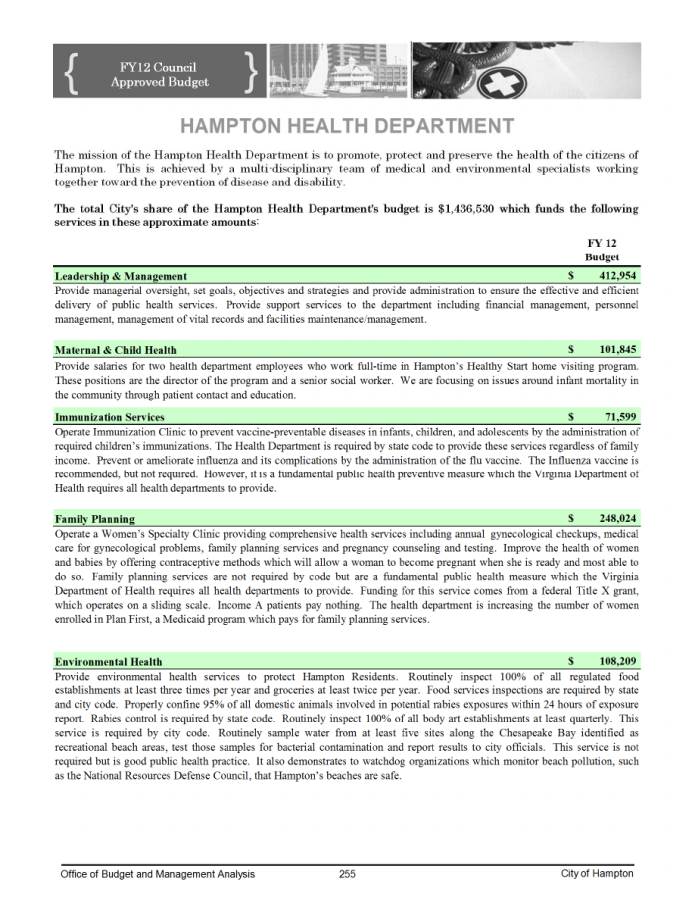 FY12 Council
Approved Budget
HAMPTON HEALTH DEPARTMENT
The mission of the Hampton Health Department is to promote, protect and preserve the health of the citizens of
Hampton. This is achieved by a multi-disciplinary team of medical and environmental specialists working
together toward the prevention of disease and disability.
The total City's share of the Hampton Health Department's budget is $1,436,530 which funds the following
services in these approximate amounts:
FY 12
Budget
Leadership & Management $ 412,954
Provide managerial oversight, set goals, objectives and strategies and provide administration to ensure the effective and efficient
delivery of public health services. Provide support services to the department including financial management, personnel
management, management of vital records and facilities maintenance/management.
Maternal & Child Health $ 101,845
Provide salaries for two health department employees who work full-time in Hampton's Healthy Start home visiting program.
These positions are the director of the program and a senior social worker. We are focusing on issues around infant mortality in
the community through patient contact and education.
Immunization Services $ 71,599
Operate Immunization Clinic to prevent vaccine-preventable diseases in infants, children, and adolescents by the administration of
required children's immunizations. The Health Department is required by state code to provide these services regardless of family
income. Prevent or ameliorate influenza and its complications by the administration of the flu vaccine. The Influenza vaccine is
recommended, but not required. However, it is a fundamental public health preventive measure which the Virginia Department of
Health requires all health departments to provide.
Family Planning $ 248,024
Operate a Women's Specialty Clinic providing comprehensive health services including annual gynecological checkups, medical
care for gynecological problems, family planning services and pregnancy counseling and testing. Improve the health of women
and babies by offering contraceptive methods which will allow a woman to become pregnant when she is ready and most able to
do so. Family planning services are not required by code but are a fundamental public health measure which the Virginia
Department of Health requires all health departments to provide. Funding for this service comes from a federal Title X grant,
which operates on a sliding scale. Income A patients pay nothing. The health department is increasing the number of women
enrolled in Plan First, a Medicaid program which pays for family planning services.
Environmental Health $ 108,209
Provide environmental health services to protect Hampton Residents. Routinely inspect 100% of all regulated food
establishments at least three times per year and groceries at least twice per year. Food services inspections are required by state
and city code. Properly confine 95% of all domestic animals involved in potential rabies exposures within 24 hours of exposure
report. Rabies control is required by state code. Routinely inspect 100% of all body art establishments at least quarterly. This
service is required by city code. Routinely sample water from at least five sites along the Chesapeake Bay identified as
recreational beach areas, test those samples for bacterial contamination and report results to city officials. This service is not
required but is good public health practice. It also demonstrates to watchdog organizations which monitor beach pollution, such
as the National Resources Defense Council, that Hampton's beaches are safe.
Office of Budget and Management Analysis 255 City of Hampton